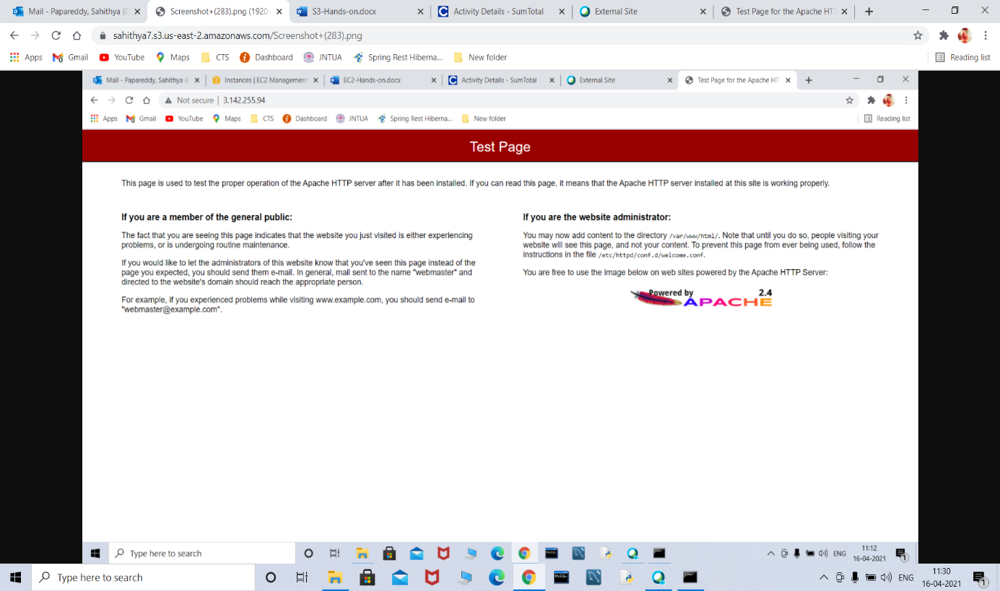 Mail - Papareddy, Sahithya (C
Screenshot+(283).png (1920
S3-Hands-on.docx
Activity Details - SumTotal
External Site
Test Page for the Apache HT
sahithya7.s3.us-east-2.amazonaws.com/Screenshot+(283).png
Apps
Gmail
YouTube
Maps
CTS
Dashboard
JNTUA
Spring Rest Hiberna...
New folder
Reading list
Mail - Papareddy, Sahithya (C
Instances | EC2 Management
EC2-Hands-on.docx
Activity Details - SumTotal
External Site
Test Page for the Apache HT
Not secure | 3.142.255.94
Apps
Gmail
YouTube
Maps
CTS
Dashboard
JNTUA
Spring Rest Hiberna...
New folder
Reading list
Test Page
This page is used to test the proper operation of the Apache HTTP server after it has been installed. If you can read this page, it means that the Apache HTTP server installed at this site is working properly.
If you are a member of the general public:
The fact that you are seeing this page indicates that the website you just visited is either experiencing
problems, or is undergoing routine maintenance.
If you would like to let the administrators of this website know that you've seen this page instead of the
page you expected, you should send them e-mail. In general, mail sent to the name "webmaster" and
directed to the website's domain should reach the appropriate person.
For example, if you experienced problems while visiting www.example.com, you should send e-mail to
"webmaster@example.com".
If you are the website administrator:
You may now add content to the directory /var/www/html/. Note that until you do so, people visiting your
website will see this page, and not your content. To prevent this page from ever being used, follow the
instructions in the file /etc/httpd/conf.d/welcome.conf.
You are free to use the image below on web sites powered by the Apache HTTP Server:
Powered by 2.4
APACHE
Type here to search
MySQL
ENG
11:12
16-04-2021
1
Type here to search
MySQL
ENG
11:30
16-04-2021
1